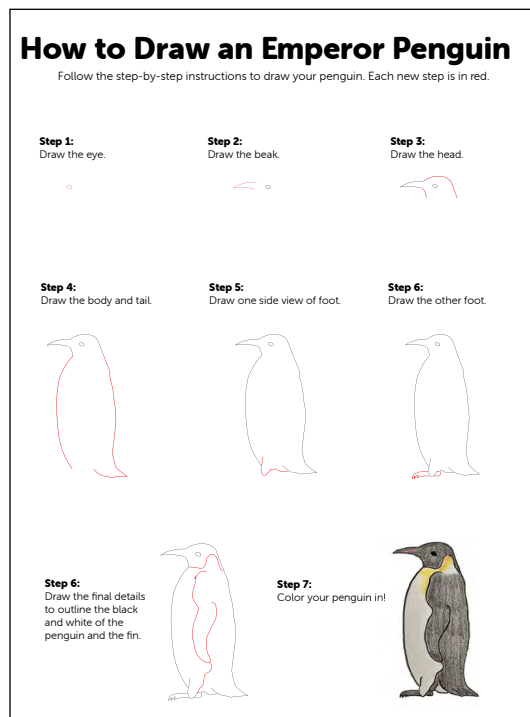 How to Draw an Emperor Penguin
Follow the step-by-step instructions to draw your penguin. Each new step is in red.
Step 1:
Draw the eye.
Step 2:
Draw the beak.
Step 3:
Draw the head.
Step 4:
Draw the body and tail.
Step 5:
Draw one side view of foot.
Step 6:
Draw the other foot.
Step 6:
Draw the final details
to outline the black
and white of the
penguin and the fin.
Step 7:
Color your penguin in!